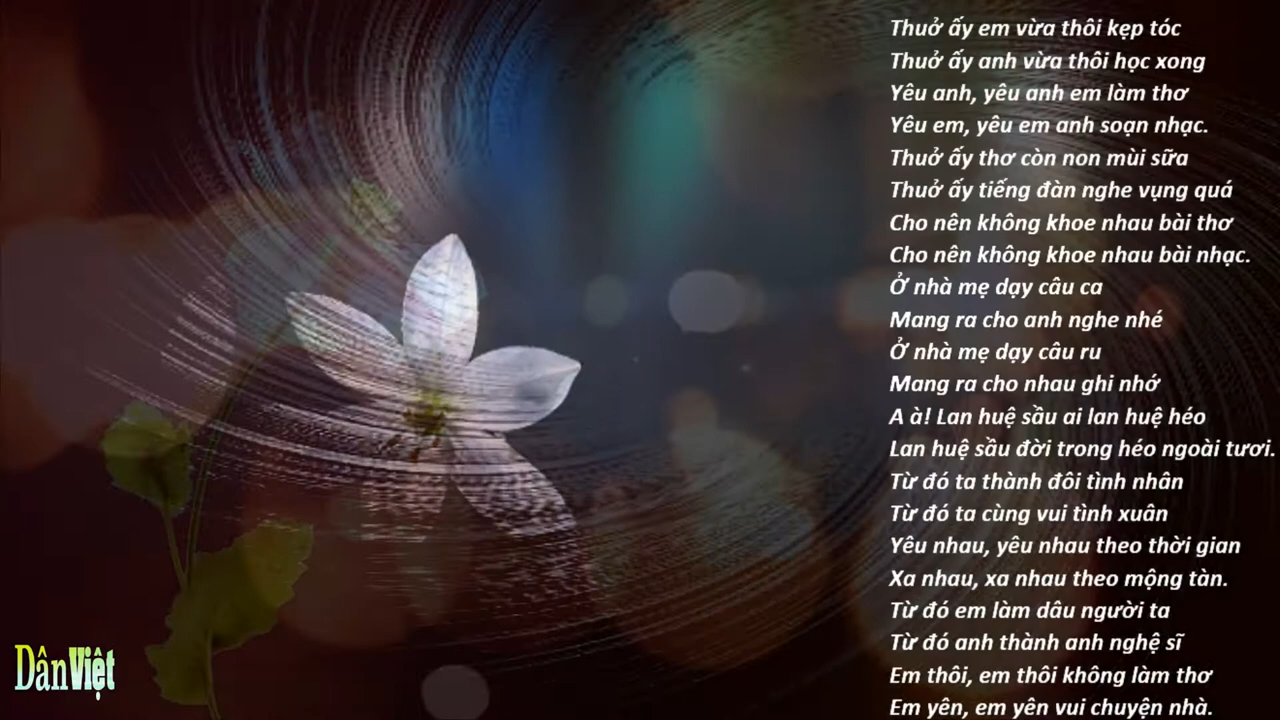 Thuở ấy em vừa thôi kẹp tóc
Thuở ấy anh vừa thôi học xong
Yêu anh, yêu anh em làm thơ
Yêu em, yêu em anh soạn nhạc.
Thuở ấy thơ còn non mùi sữa
Thuở ấy tiếng đàn nghe vụng quá
Cho nên không khoe nhau bài thơ
Cho nên không khoe nhau bài nhạc.
Ở nhà mẹ dạy câu ca
Mang ra cho anh nghe nhé
Ở nhà mẹ dạy câu ru
Mang ra cho nhau ghi nhớ
A à! Lan huệ sầu ai lan huệ héo
Lan huệ sầu đời trong héo ngoài tươi.
Từ đó ta thành đôi tình nhân
Từ đó ta cùng vui tình xuân
Yêu nhau, yêu nhau theo thời gian
Xa nhau, xa nhau theo mộng tàn.
Từ đó em làm dâu người ta
Từ đó anh thành anh nghệ sĩ
Em thôi, em thôi không làm thơ
Em yên, em yên vui chuyện nhà.
DânViệt